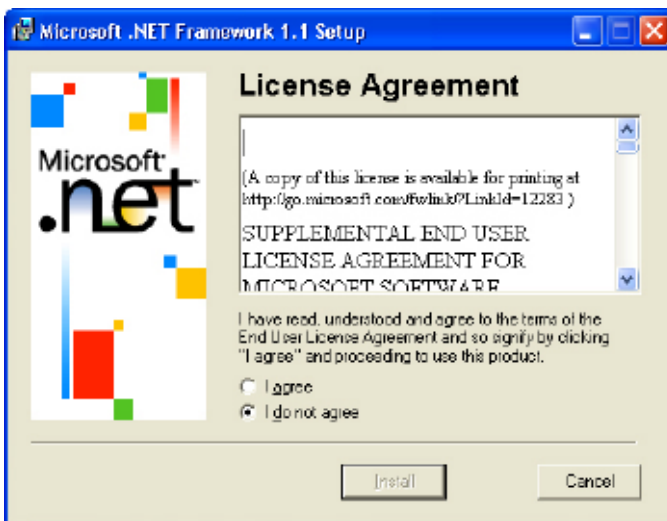 Microsoft .NET Framework 1.1 Setup
Microsoft
.net
License Agreement
(A copy of this license is available for printing at
http://go.microsoft.com/fwlink/?LinkId=12283 )
SUPPLEMENTAL END USER
LICENSE AGREEMENT FOR
MICROSOFT SOFTWARE
I have read, understood and agree to the terms of the
End User License Agreement and so signify by clicking
"I agree" and proceeding to use this product.
I agree
I do not agree
Install
Cancel